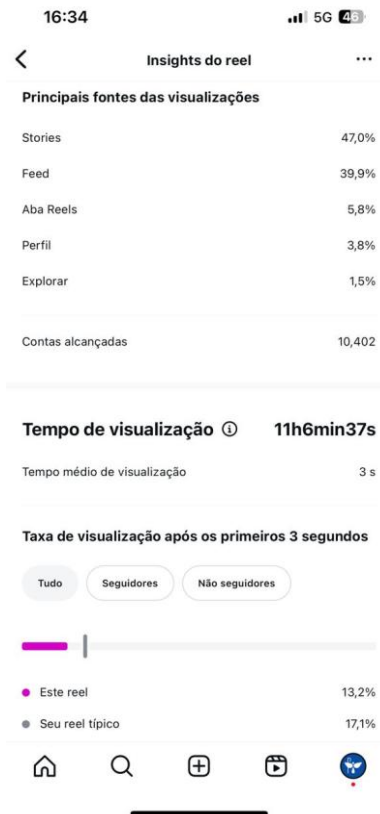 16:34
5G 46
Insights do reel
Principais fontes das visualizações
Stories 47,0%
Feed 39,9%
Aba Reels 5,8%
Perfil 3,8%
Explorar 1,5%
Contas alcançadas 10,402
Tempo de visualização 11h6min37s
Tempo médio de visualização 3 s
Taxa de visualização após os primeiros 3 segundos
Tudo Seguidores Não seguidores
Este reel 13,2%
Seu reel típico 17,1%